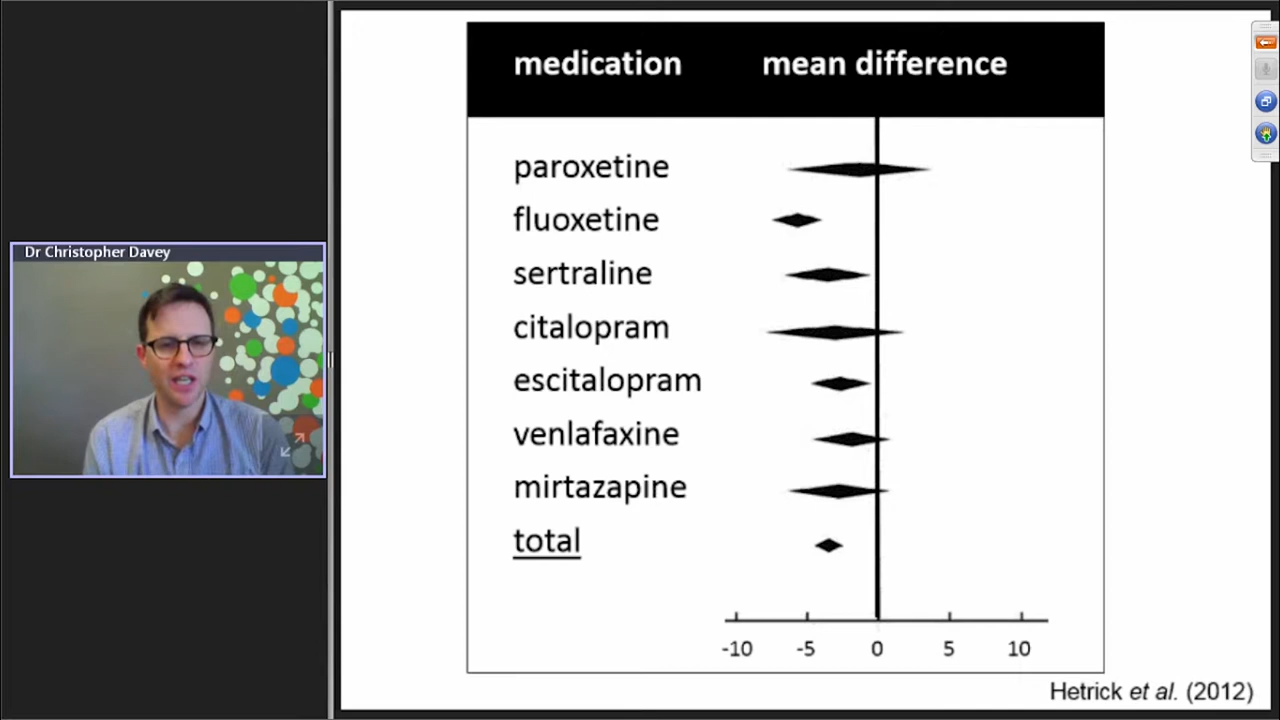 Dr Christopher Davey
medication mean difference
paroxetine
fluoxetine
sertraline
citalopram
escitalopram
venlafaxine
mirtazapine
total
-10 -5 0 5 10
Hetrick et al. (2012)